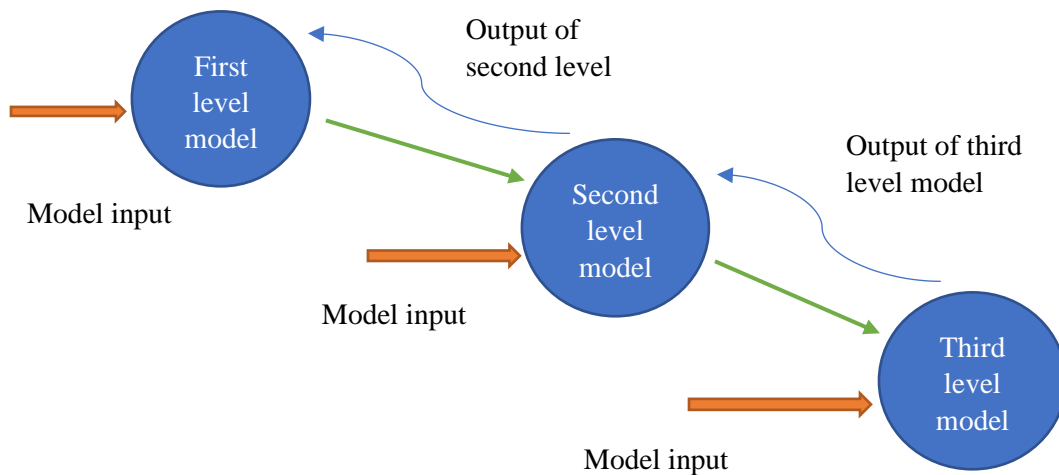 First
level
model
Output of
second level
Model input
Second
level
model
Output of third
level model
Model input
Third
level
model
Model input